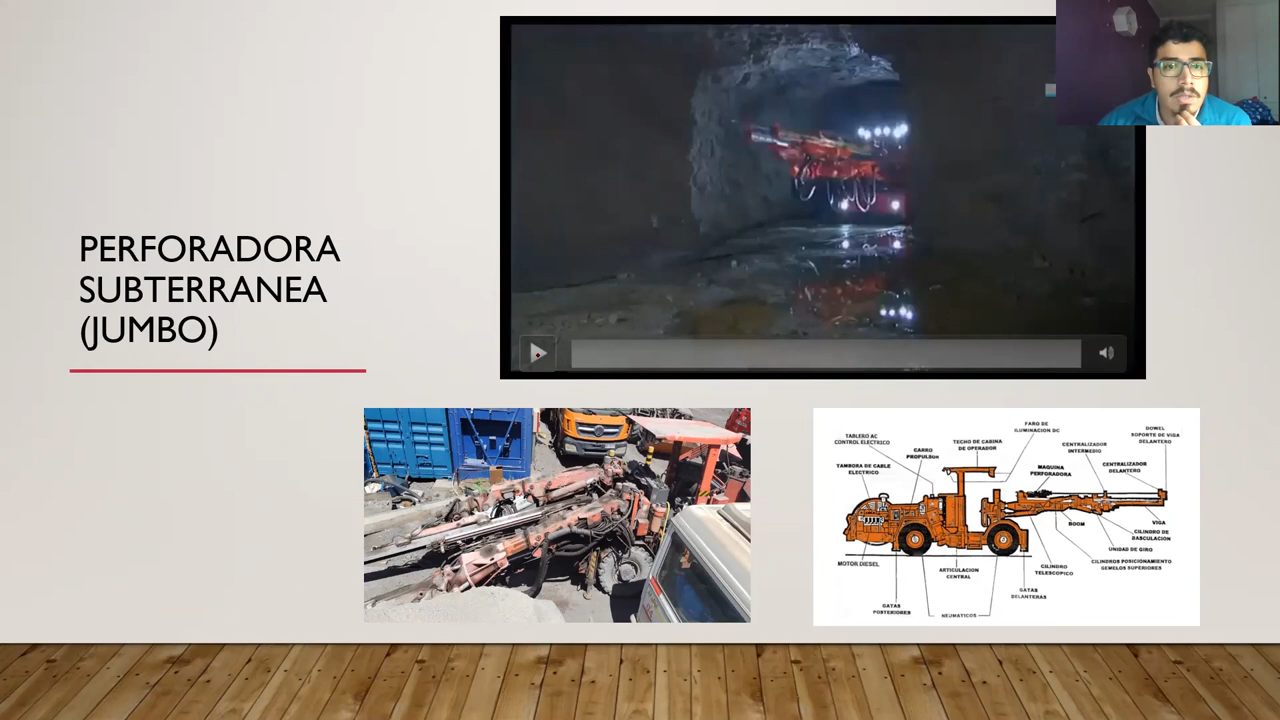 PERFORADORA
SUBTERRANEA
(JUMBO)
FARO DE
ILUMINACION DC
TABLERO AC
CONTROL ELECTRICO
CARRO
PROPULSOR
TECHO DE CABINA
DE OPERADOR
CENTRALIZADOR
INTERMEDIO
DOWEL
SOPORTE DE VIGA
DELANTERO
TAMBORA DE CABLE
ELECTRICO
MAQUINA
PERFORADORA
CENTRALIZADOR
DELANTERO
VIGA
BOOM
CILINDRO DE
BASCULACION
UNIDAD DE GIRO
MOTOR DIESEL
ARTICULACION
CENTRAL
CILINDRO
TELESCOPICO
CILINDROS POSICIONAMIENTO
GEMELOS SUPERIORES
GATAS
DELANTERAS
GATAS
POSTERIORES
NEUMATICOS